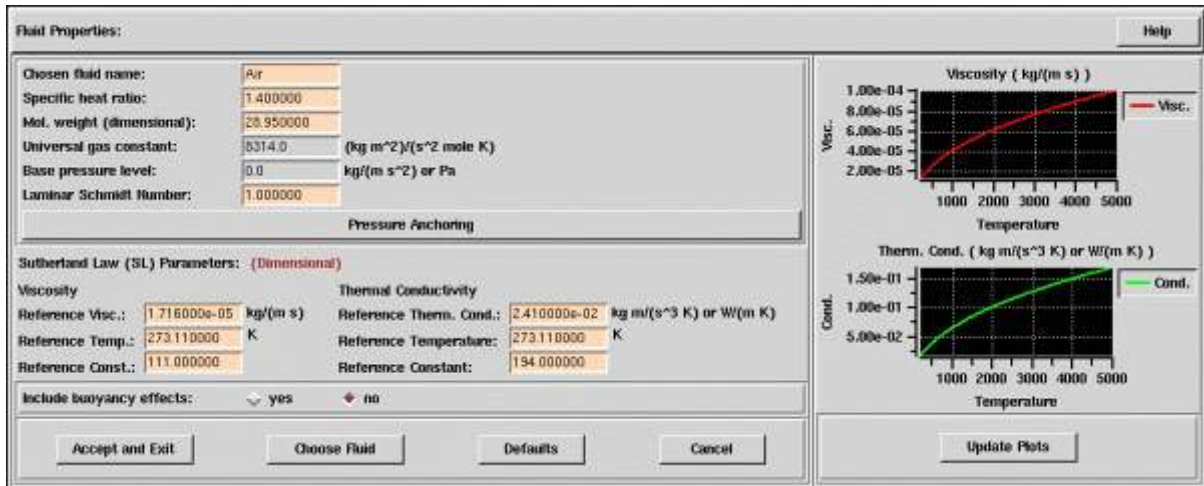 Fluid Properties:
Help
Chosen fluid name: Air
Specific heat ratio: 1.400000
Mol. weight (dimensional): 28.950000
Universal gas constant: 8314.0 (kg m^2)/(s^2 mole K)
Base pressure level: 0.0 kg/(m s^2) or Pa
Laminar Schmidt Number: 1.000000
Pressure Anchoring
Sutherland Law (SL) Parameters: (Dimensional)
Viscosity
Reference Visc.: 1.716000e-05 kg/(m s)
Reference Temp.: 273.110000 K
Reference Const.: 111.000000
Thermal Conductivity
Reference Therm. Cond.: 2.410000e-02 kg m/(s^3 K) or W/(m K)
Reference Temperature: 273.110000 K
Reference Constant: 194.000000
Include buoyancy effects: yes no
Accept and Exit Choose Fluid Defaults Cancel
Viscosity ( kg/(m s) )
Visc.
1.00e-04
8.00e-05
6.00e-05
4.00e-05
2.00e-05
Visc.
1000 2000 3000 4000 5000
Temperature
Therm. Cond. ( kg m/(s^3 K) or W/(m K) )
Cond.
1.50e-01
1.00e-01
5.00e-02
Cond.
1000 2000 3000 4000 5000
Temperature
Update Plots